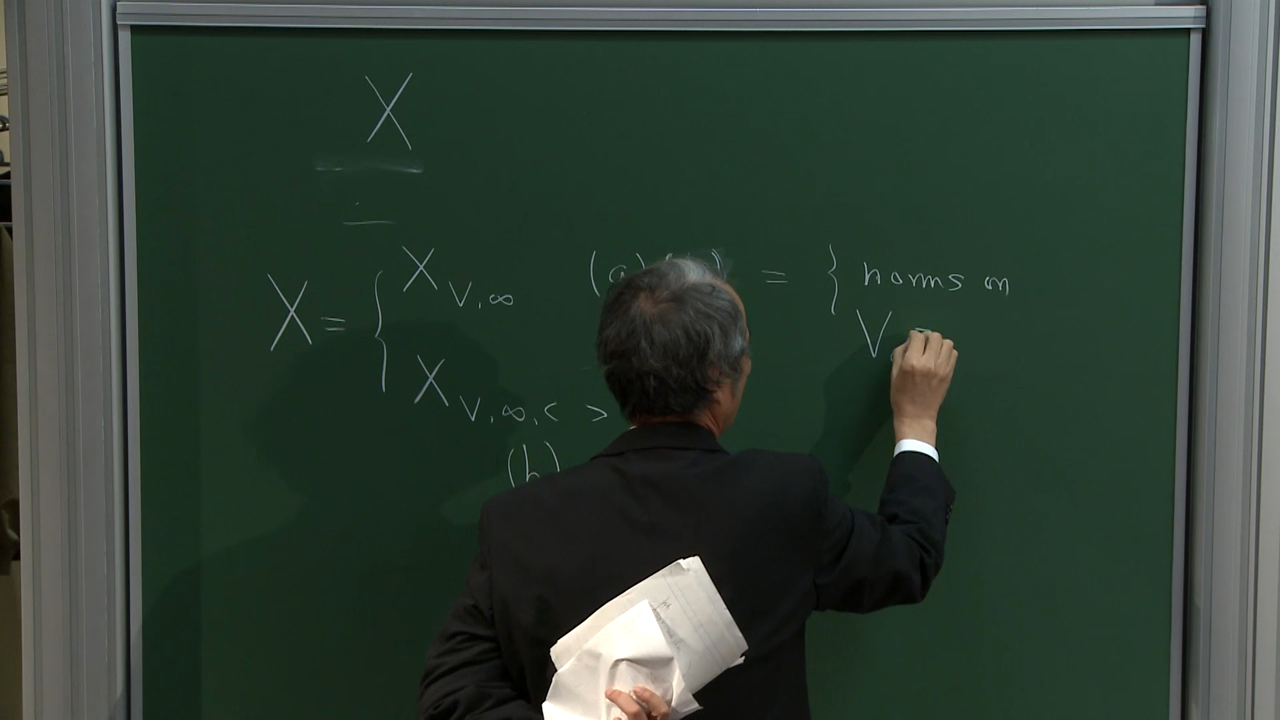 X
X = { X_{V,∞} (a) = { norms on
V
X_{V,∞,< >
(b)